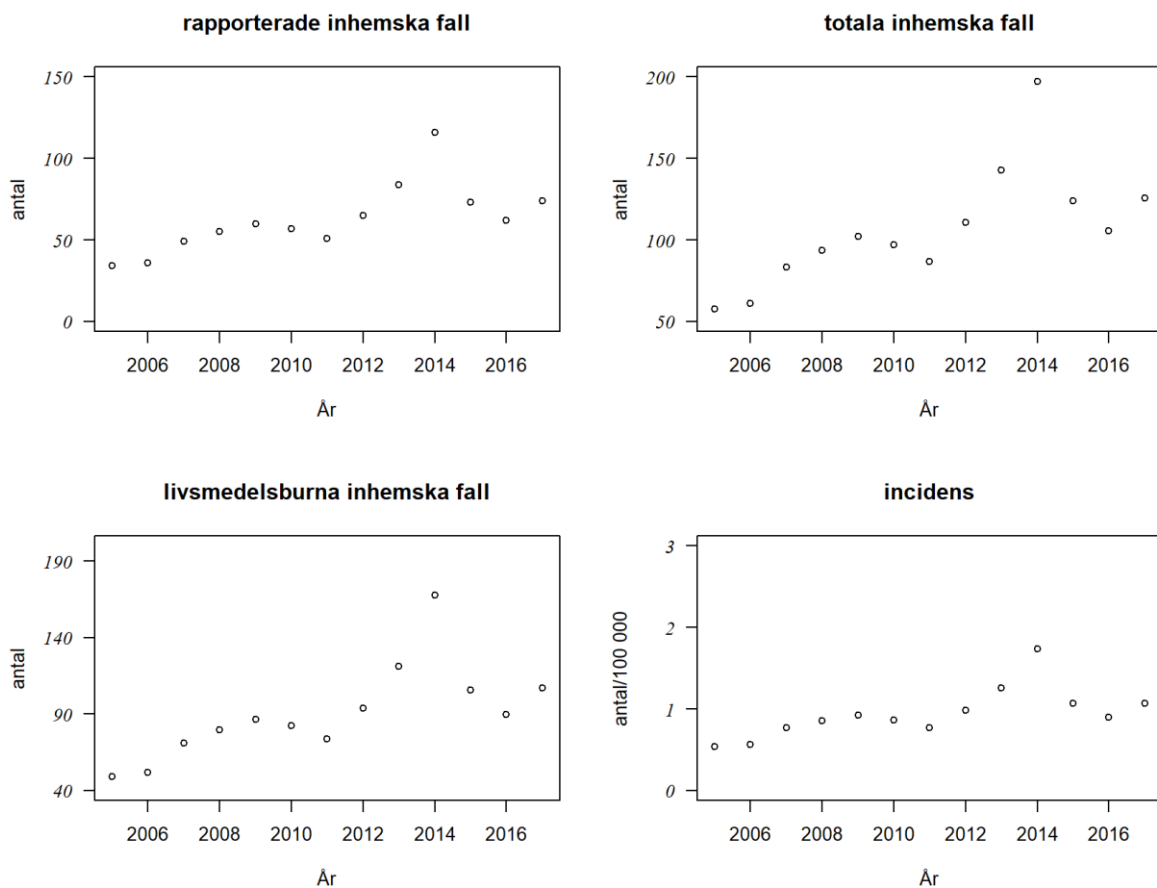 rapporterade inhemska fall
150
100
50
0
antal
2006 2008 2010 2012 2014 2016
År
totala inhemska fall
200
150
100
50
antal
2006 2008 2010 2012 2014 2016
År
livsmedelsburna inhemska fall
190
140
90
40
antal
2006 2008 2010 2012 2014 2016
År
incidens
3
2
1
0
antal/100 000
2006 2008 2010 2012 2014 2016
År